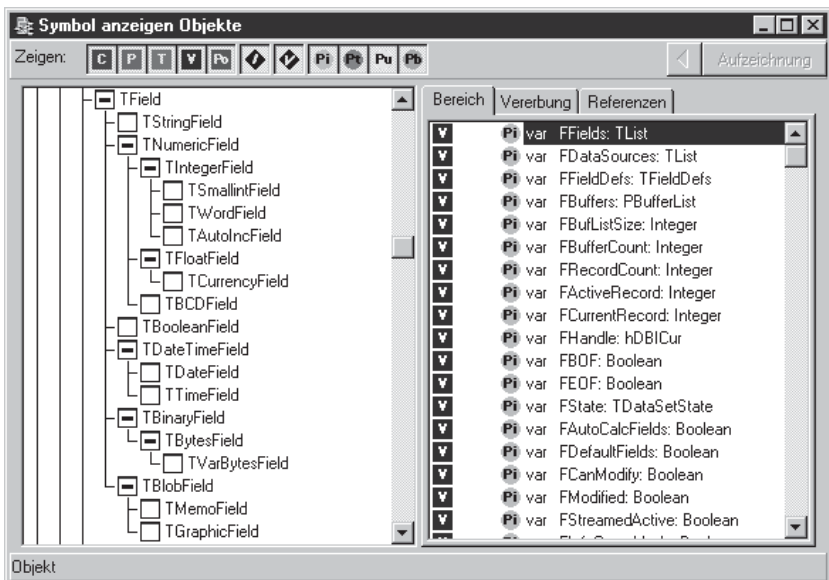 Symbol anzeigen Objekte
Zeigen: C P T V Po Pi Pt Pu Pb Aufzeichnung
TField
TStringField
TNumericField
TIntegerField
TSmallintField
TWordField
TAutoIncField
TFloatField
TCurrencyField
TBCDField
TBooleanField
TDateTimeField
TDateField
TTimeField
TBinaryField
TBytesField
TVarBytesField
TBlobField
TMemoField
TGraphicField
Bereich Vererbung Referenzen
V Pi var FFields: TList
V Pi var FDataSources: TList
V Pi var FFieldDefs: TFieldDefs
V Pi var FBuffers: PBufferList
V Pi var FBufListSize: Integer
V Pi var FBufferCount: Integer
V Pi var FRecordCount: Integer
V Pi var FActiveRecord: Integer
V Pi var FCurrentRecord: Integer
V Pi var FHandle: hDBICur
V Pi var FBOF: Boolean
V Pi var FEOF: Boolean
V Pi var FState: TDataSetState
V Pi var FAutoCalcFields: Boolean
V Pi var FDefaultFields: Boolean
V Pi var FCanModify: Boolean
V Pi var FModified: Boolean
V Pi var FStreamedActive: Boolean
Objekt